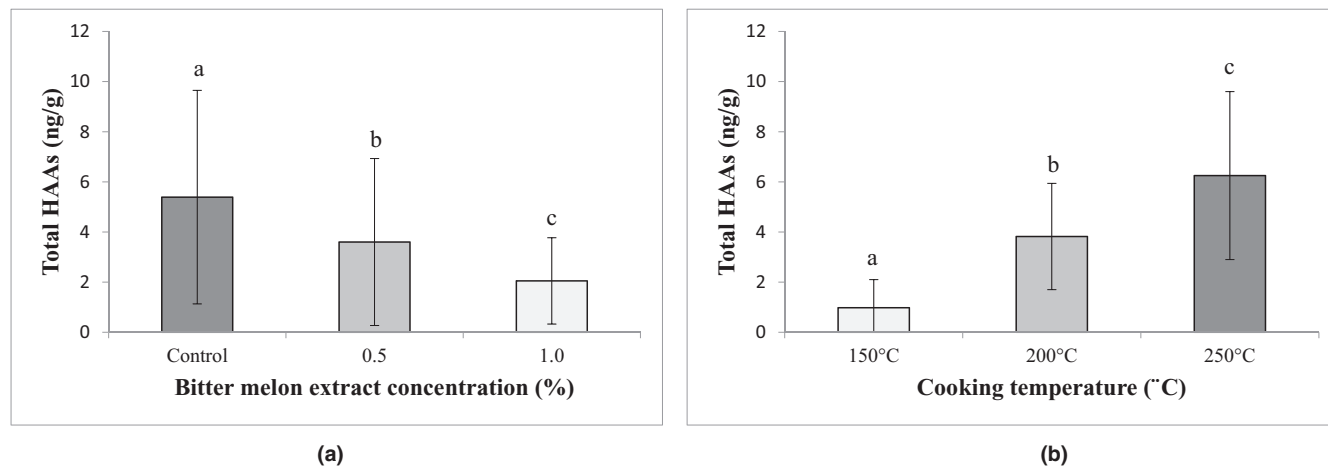 12
10
8
6
4
2
0
Total HAAs (ng/g)
a
b
c
Control 0.5 1.0
Bitter melon extract concentration (%)
(a)
12
10
8
6
4
2
0
Total HAAs (ng/g)
a
b
c
150°C 200°C 250°C
Cooking temperature (¨C)
(b)